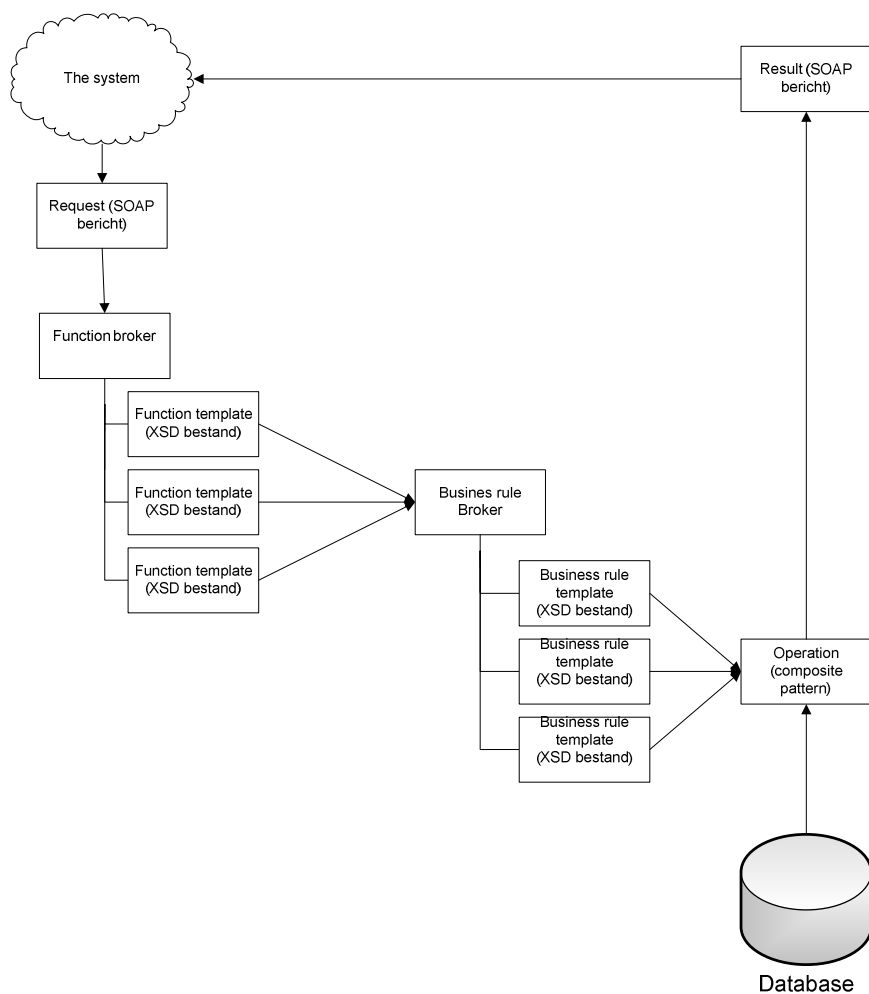 The system
Result (SOAP
bericht)
Request (SOAP
bericht)
Function broker
Function template
(XSD bestand)
Function template
(XSD bestand)
Function template
(XSD bestand)
Busines rule
Broker
Business rule
template
(XSD bestand)
Business rule
template
(XSD bestand)
Business rule
template
(XSD bestand)
Operation
(composite
pattern)
Database